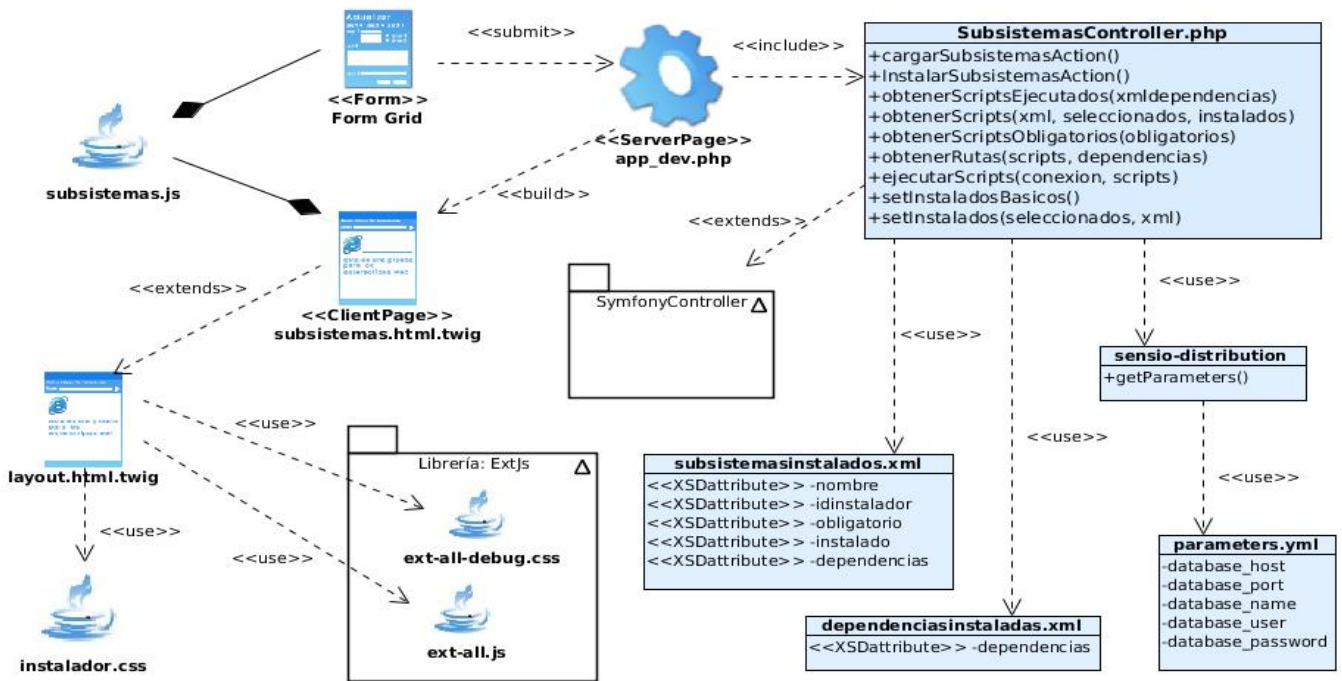 Actualizar
<<submit>>
<<include>>
<<Form>>
Form Grid
<<ServerPage>>
app_dev.php
SubsistemasController.php
+cargarSubsistemasAction()
+InstalarSubsistemasAction()
+obtenerScriptsEjecutados(xmldependencias)
+obtenerScripts(xml, seleccionados, instalados)
+obtenerScriptsObligatorios(obligatorios)
+obtenerRutas(scripts, dependencias)
+ejecutarScripts(conexion, scripts)
+setInstaladosBasicos()
+setInstalados(seleccionados, xml)
subsistemas.js
<<build>>
<<extends>>
<<extends>>
<<ClientPage>>
subsistemas.html.twig
SymfonyController
<<use>>
<<use>>
<<use>>
sensio-distribution
+getParameters()
layout.html.twig
<<use>>
<<use>>
<<use>>
Librería: ExtJs
ext-all-debug.css
ext-all.js
instalador.css
subsistemasinstalados.xml
<<XSDattribute>> -nombre
<<XSDattribute>> -idinstalador
<<XSDattribute>> -obligatorio
<<XSDattribute>> -instalado
<<XSDattribute>> -dependencias
dependenciasinstaladas.xml
<<XSDattribute>> -dependencias
<<use>>
parameters.yml
-database_host
-database_port
-database_name
-database_user
-database_password